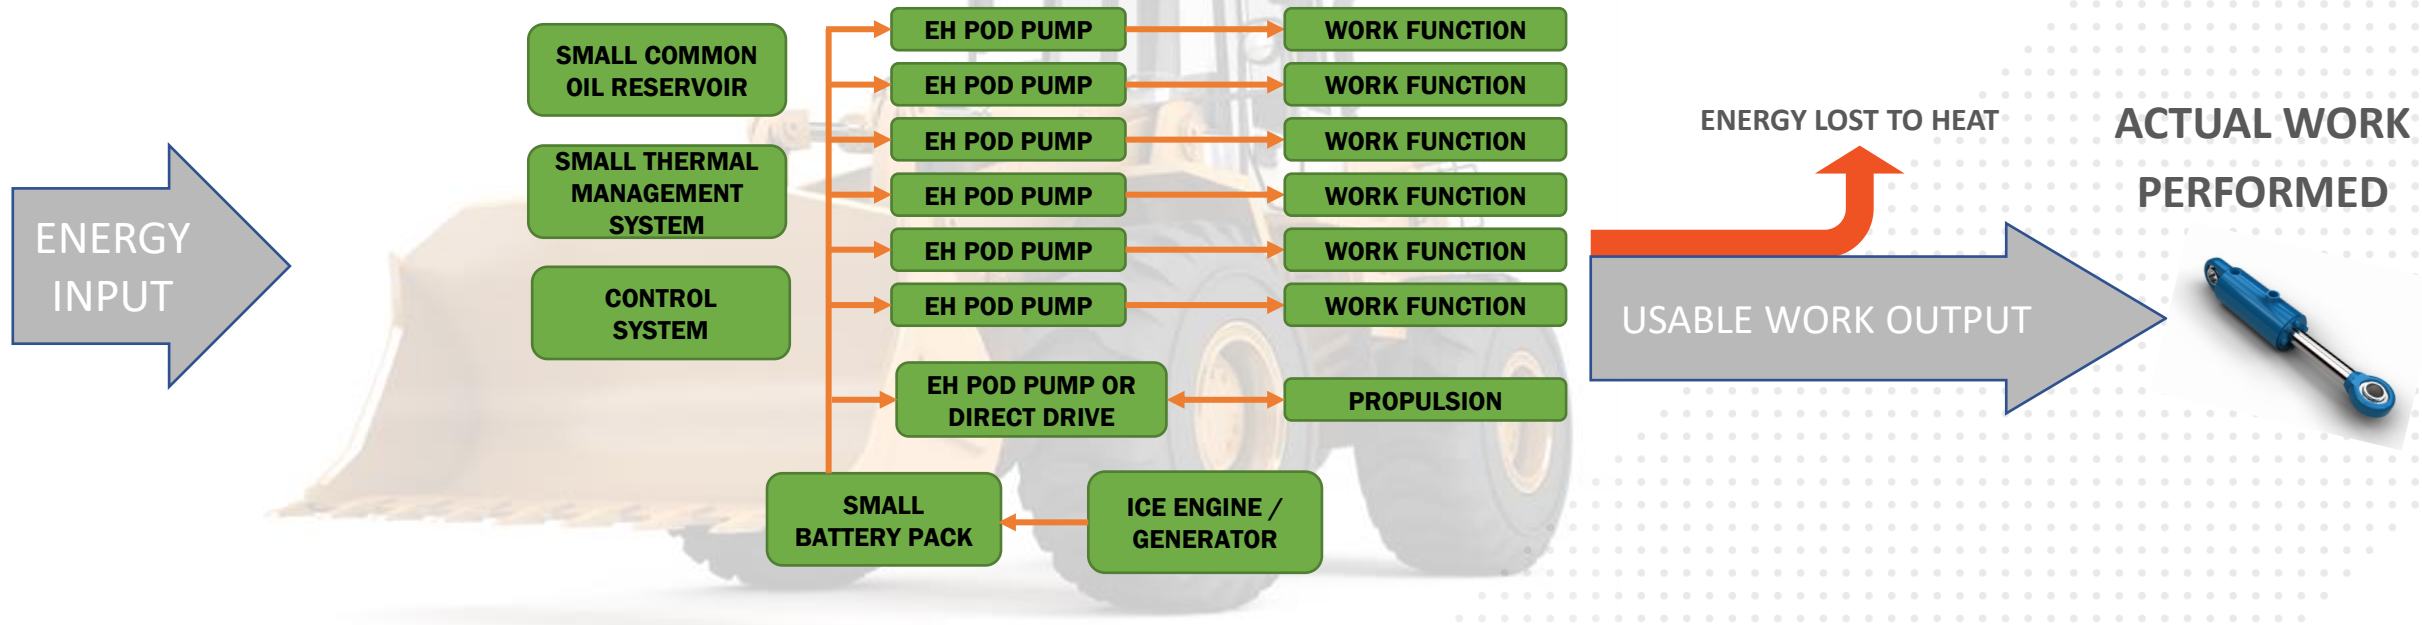 ENERGY
INPUT
SMALL COMMON
OIL RESERVOIR
SMALL THERMAL
MANAGEMENT
SYSTEM
CONTROL
SYSTEM
EH POD PUMP
WORK FUNCTION
EH POD PUMP
WORK FUNCTION
EH POD PUMP
WORK FUNCTION
EH POD PUMP
WORK FUNCTION
EH POD PUMP
WORK FUNCTION
EH POD PUMP
WORK FUNCTION
EH POD PUMP OR
DIRECT DRIVE
PROPULSION
SMALL
BATTERY PACK
ICE ENGINE /
GENERATOR
ENERGY LOST TO HEAT
USABLE WORK OUTPUT
ACTUAL WORK
PERFORMED